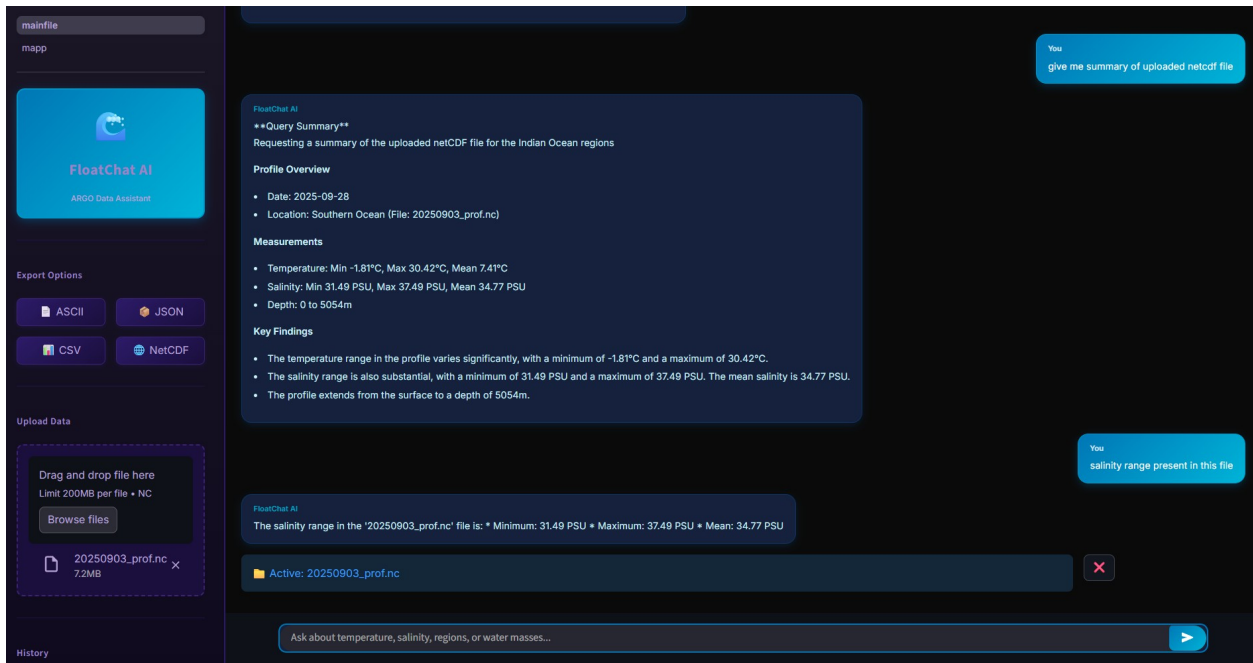 mainfile
mapp
FloatChat AI
ARGO Data Assistant
Export Options
ASCII
JSON
CSV
NetCDF
Upload Data
Drag and drop file here
Limit 200MB per file • NC
Browse files
20250903_prof.nc
7.2MB
History
You
give me summary of uploaded netcdf file
FloatChat AI
**Query Summary**
Requesting a summary of the uploaded netCDF file for the Indian Ocean regions
Profile Overview
• Date: 2025-09-28
• Location: Southern Ocean (File: 20250903_prof.nc)
Measurements
• Temperature: Min -1.81°C, Max 30.42°C, Mean 7.41°C
• Salinity: Min 31.49 PSU, Max 37.49 PSU, Mean 34.77 PSU
• Depth: 0 to 5054m
Key Findings
• The temperature range in the profile varies significantly, with a minimum of -1.81°C and a maximum of 30.42°C.
• The salinity range is also substantial, with a minimum of 31.49 PSU and a maximum of 37.49 PSU. The mean salinity is 34.77 PSU.
• The profile extends from the surface to a depth of 5054m.
You
salinity range present in this file
FloatChat AI
The salinity range in the '20250903_prof.nc' file is: * Minimum: 31.49 PSU * Maximum: 37.49 PSU * Mean: 34.77 PSU
Active: 20250903_prof.nc
Ask about temperature, salinity, regions, or water masses...